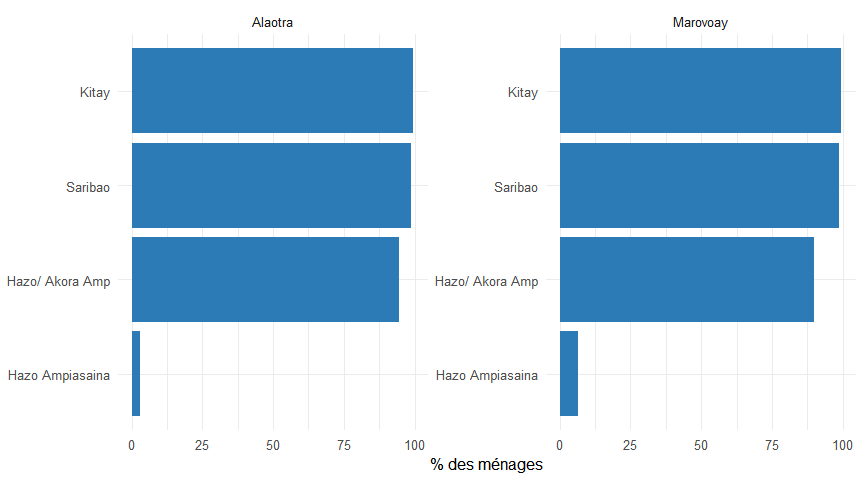 Alaotra
Marovoay
Kitay
Saribao
Hazo/ Akora Amp
Hazo Ampiasaina
Kitay
Saribao
Hazo/ Akora Amp
Hazo Ampiasaina
0 25 50 75 100
0 25 50 75 100
% des ménages